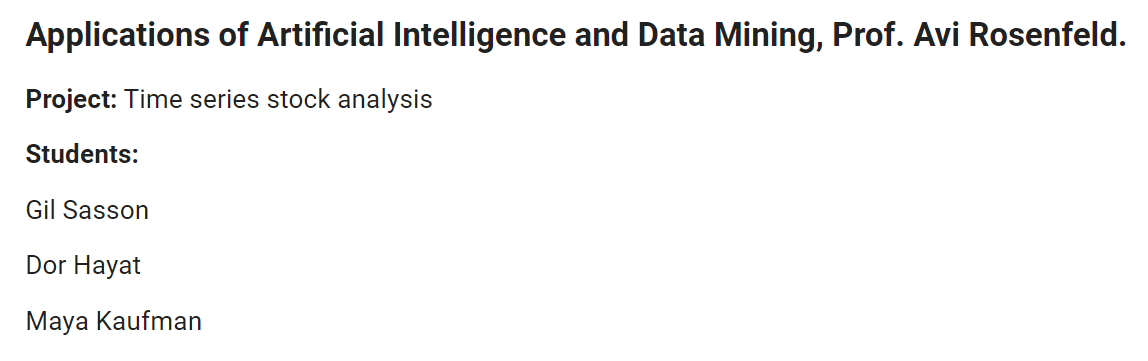 Applications of Artificial Intelligence and Data Mining, Prof. Avi Rosenfeld.
Project: Time series stock analysis
Students:
Gil Sasson
Dor Hayat
Maya Kaufman